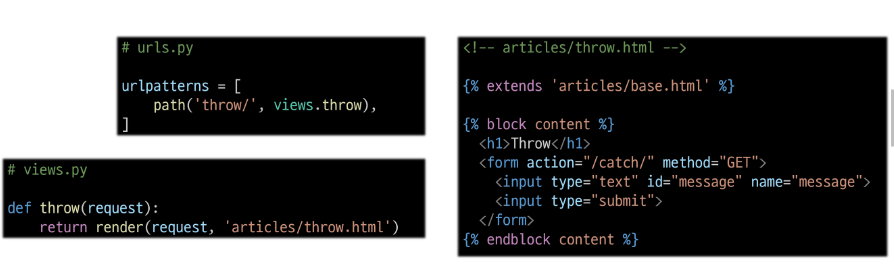 # urls.py
urlpatterns = [
    path('throw/', views.throw),
]
# views.py
def throw(request):
    return render(request, 'articles/throw.html')
<!-- articles/throw.html -->
{% extends 'articles/base.html' %}
{% block content %}
  <h1>Throw</h1>
  <form action="/catch/" method="GET">
    <input type="text" id="message" name="message">
    <input type="submit">
  </form>
{% endblock content %}